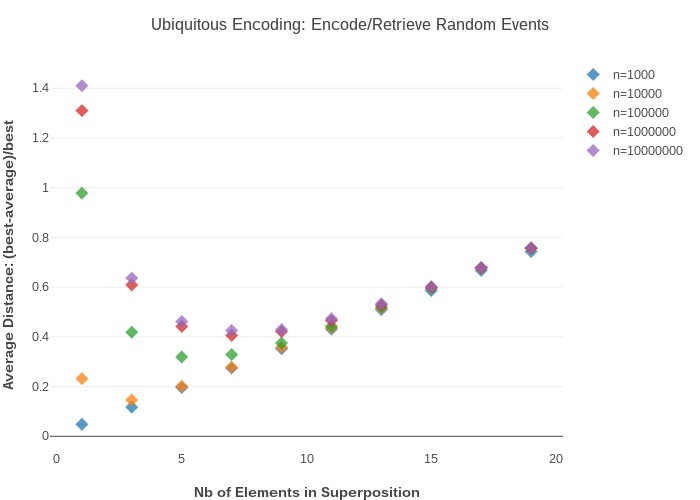 Ubiquitous Encoding: Encode/Retrieve Random Events
Average Distance: (best-average)/best
1.4
1.2
1
0.8
0.6
0.4
0.2
0
0
5
10
15
20
Nb of Elements in Superposition
n=1000
n=10000
n=100000
n=1000000
n=10000000